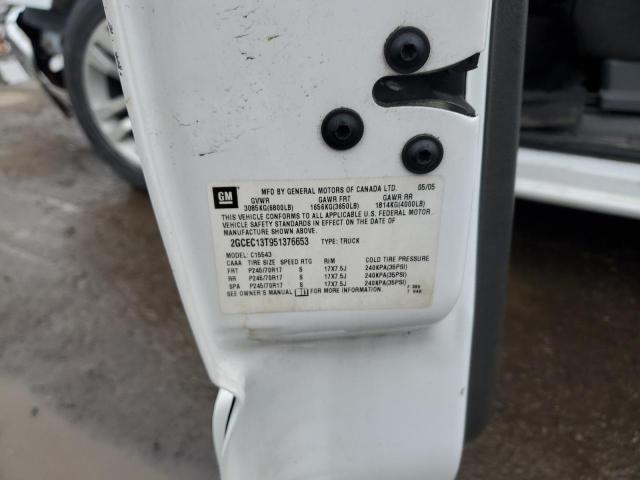 GM MFD BY GENERAL MOTORS OF CANADA LTD. 05/05
GVWR GAWR FRT GAWR RR
3085KG(6800LB) 1656KG(3650LB) 1814KG(4000LB)
THIS VEHICLE CONFORMS TO ALL APPLICABLE U.S. FEDERAL MOTOR
VEHICLE SAFETY STANDARDS IN EFFECT ON THE DATE OF
MANUFACTURE SHOWN ABOVE.
2GCEC13T951376653 TYPE: TRUCK
MODEL: C15543
CAAA TIRE SIZE SPEED RTG RIM COLD TIRE PRESSURE
FRT P245/70R17 S 17X7.5J 240KPA(35PSI)
RR P245/70R17 S 17X7.5J 240KPA(35PSI)
SPA P245/70R17 S 17X7.5J 240KPA(35PSI)
SEE OWNER'S MANUAL FOR MORE INFORMATION.